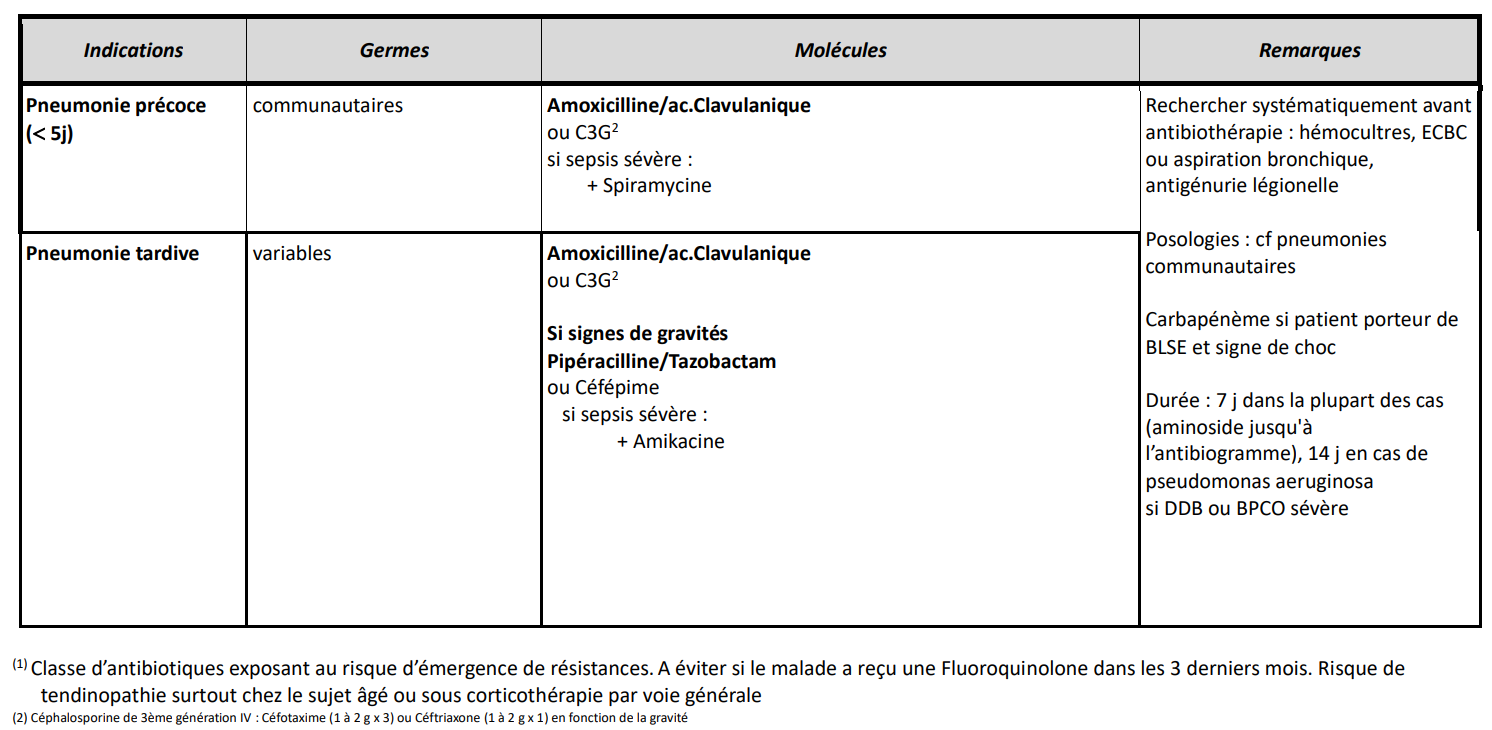 Indications
Germes
Molécules
Remarques
Pneumonie précoce
(< 5j)
communautaires
Amoxicilline/ac.Clavulanique
ou C3G²
si sepsis sévère :
+ Spiramycine
Rechercher systématiquement avant
antibiothérapie : hémocultres, ECBC
ou aspiration bronchique,
antigénurie légionelle
Posologies : cf pneumonies
communautaires
Carbapénème si patient porteur de
BLSE et signe de choc
Durée : 7 j dans la plupart des cas
(aminoside jusqu'à
l’antibiogramme), 14 j en cas de
pseudomonas aeruginosa
si DDB ou BPCO sévère
Pneumonie tardive
variables
Amoxicilline/ac.Clavulanique
ou C3G²
Si signes de gravités
Pipéracilline/Tazobactam
ou Céfépime
si sepsis sévère :
+ Amikacine
(1) Classe d’antibiotiques exposant au risque d’émergence de résistances. A éviter si le malade a reçu une Fluoroquinolone dans les 3 derniers mois. Risque de
tendinopathie surtout chez le sujet âgé ou sous corticothérapie par voie générale
(2) Céphalosporine de 3ème génération IV : Céfotaxime (1 à 2 g x 3) ou Céftriaxone (1 à 2 g x 1) en fonction de la gravité